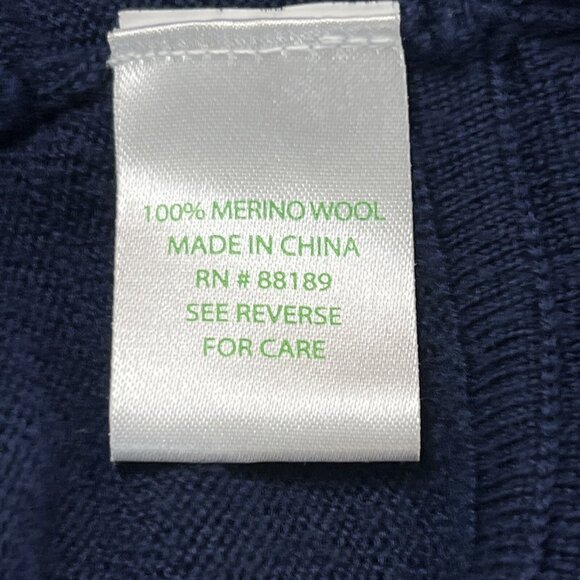 100% MERINO WOOL
MADE IN CHINA
RN # 88189
SEE REVERSE
FOR CARE